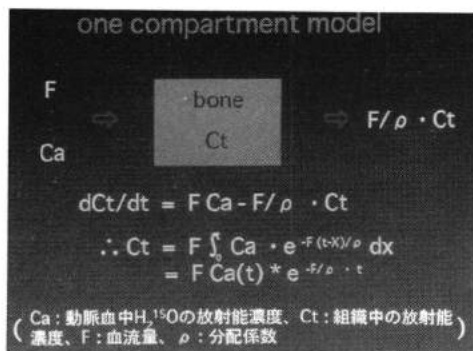 one compartment model
F
bone
Ca
Ct
F/ρ・Ct
dCt/dt = F Ca - F/ρ ・Ct
∴ Ct = F ∫₀ Ca・e^-F(t-X)/ρ dx
= F Ca(t) * e^-F/ρ・t
(Ca：動脈血中H₂¹⁵Oの放射能濃度、Ct：組織中の放射能
濃度、F：血流量、ρ：分配係数)